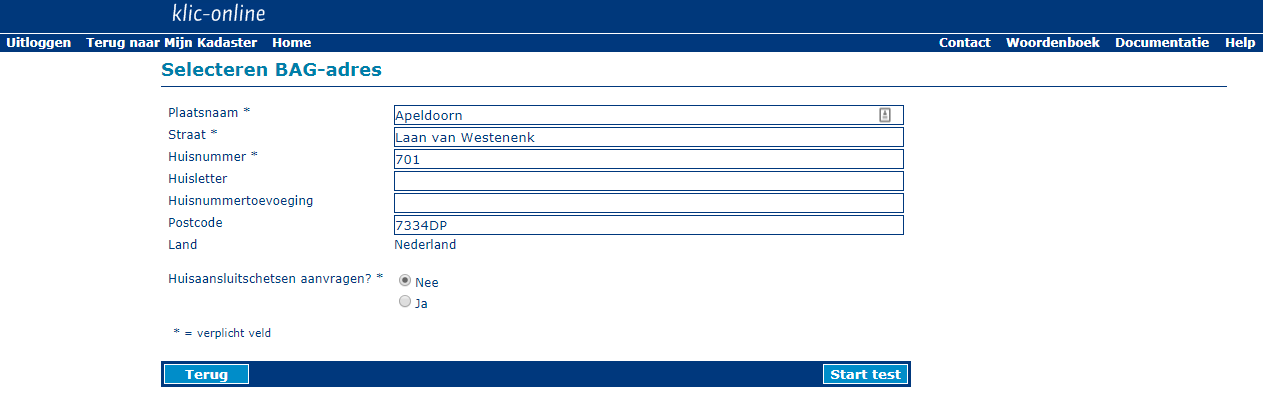 klic-online
Uitloggen Terug naar Mijn Kadaster Home Contact Woordenboek Documentatie Help
Selecteren BAG-adres
Plaatsnaam * Apeldoorn
Straat * Laan van Westenenk
Huisnummer * 701
Huisletter
Huisnummertoevoeging
Postcode 7334DP
Land Nederland
Huisaansluitschetsen aanvragen? * Nee
Ja
* = verplicht veld
Terug Start test